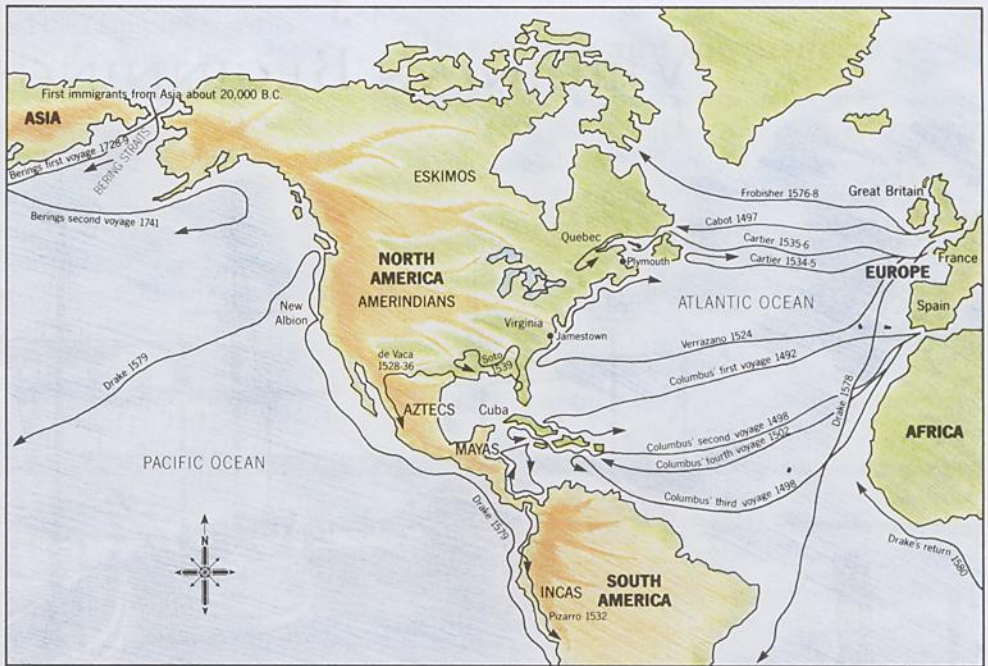 First immigrants from Asia about 20,000 B.C.
ASIA
Berings first voyage 1728-9
BERING STRAITS
Berings second voyage 1741
ESKIMOS
Frobisher 1576-8
Great Britain
Cabot 1497
Quebec
Cartier 1535-6
Cartier 1534-5
Plymouth
EUROPE
France
NORTH
AMERICA
AMERINDIANS
ATLANTIC OCEAN
Spain
New
Albion
Virginia
Jamestown
Verrazano 1524
de Vaca
1528-36
Soto
1539
Columbus' first voyage 1492
Drake 1579
Drake 1578
AZTECS
Cuba
MAYAS
Columbus' second voyage 1498
Columbus' fourth voyage 1502
AFRICA
PACIFIC OCEAN
Columbus' third voyage 1498
Drake 1579
Drake's return 1580
N
INCAS
SOUTH
AMERICA
Pizarro 1532